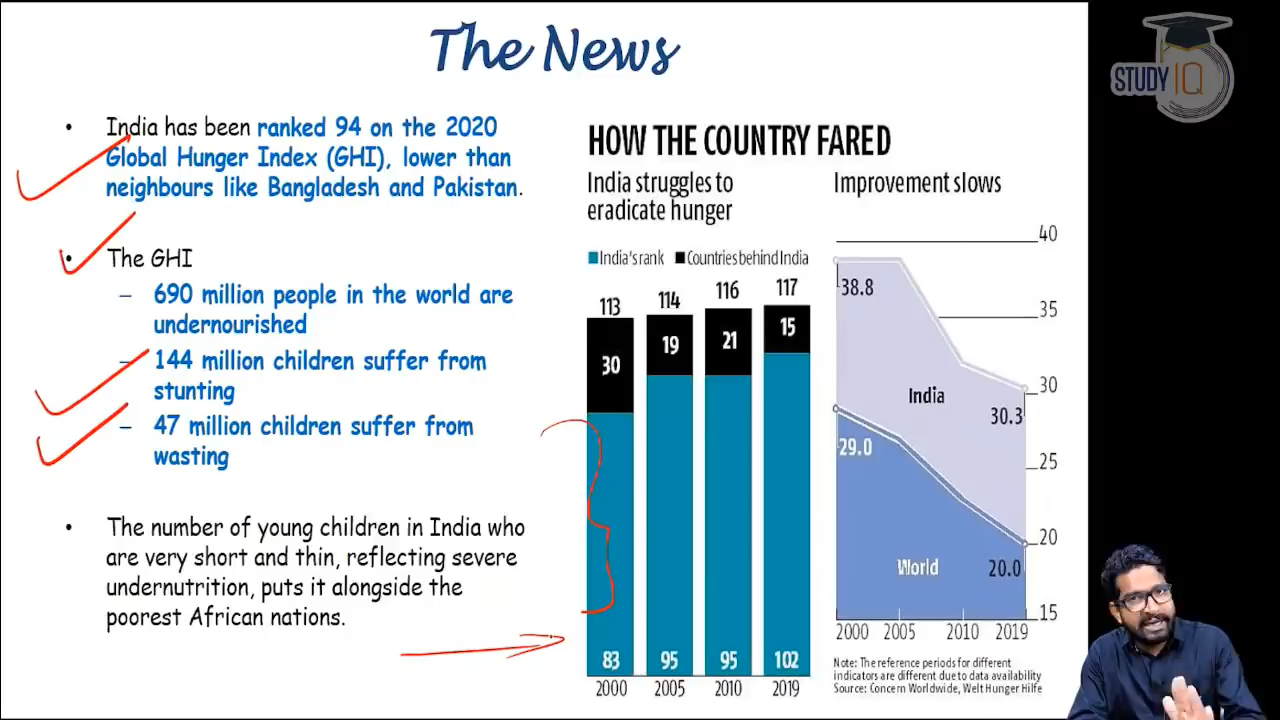 The News
STUDY IQ
• India has been ranked 94 on the 2020
Global Hunger Index (GHI), lower than
neighbours like Bangladesh and Pakistan.
• The GHI
– 690 million people in the world are
undernourished
– 144 million children suffer from
stunting
– 47 million children suffer from
wasting
• The number of young children in India who
are very short and thin, reflecting severe
undernutrition, puts it alongside the
poorest African nations.
HOW THE COUNTRY FARED
India struggles to
eradicate hunger
India's rank Countries behind India
113 114 116 117
30 19 21 15
83 95 95 102
2000 2005 2010 2019
Improvement slows
40
38.8
35
30
India
30.3
29.0
25
20
World
20.0
15
2000 2005 2010 2019
Note: The reference periods for different
indicators are different due to data availability
Source: Concern Worldwide, Welt Hunger Hilfe